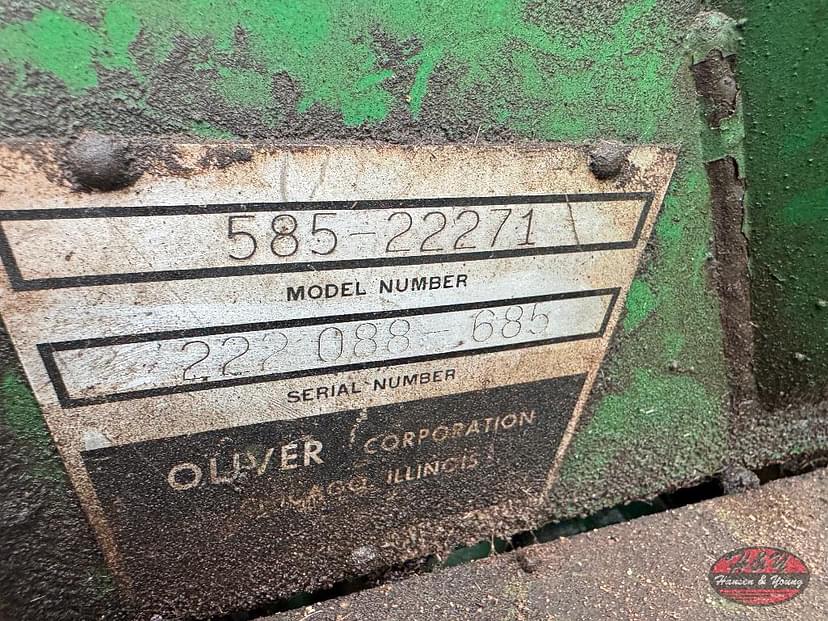 585-22271
MODEL NUMBER
222 088-685
SERIAL NUMBER
OLIVER CORPORATION
CHICAGO, ILLINOIS
Hansen & Young